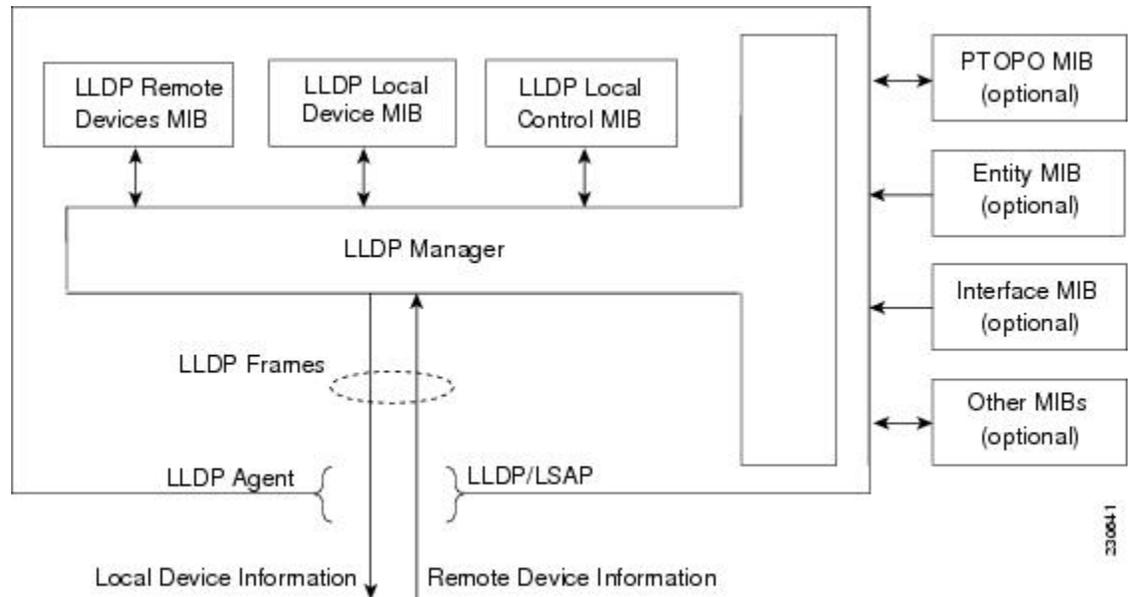 LLDP Remote
Devices MIB
LLDP Local
Device MIB
LLDP Local
Control MIB
PTOPO MIB
(optional)
Entity MIB
(optional)
LLDP Manager
Interface MIB
(optional)
LLDP Frames
Other MIBs
(optional)
LLDP Agent
LLDP/LSAP
Local Device Information
Remote Device Information
230641